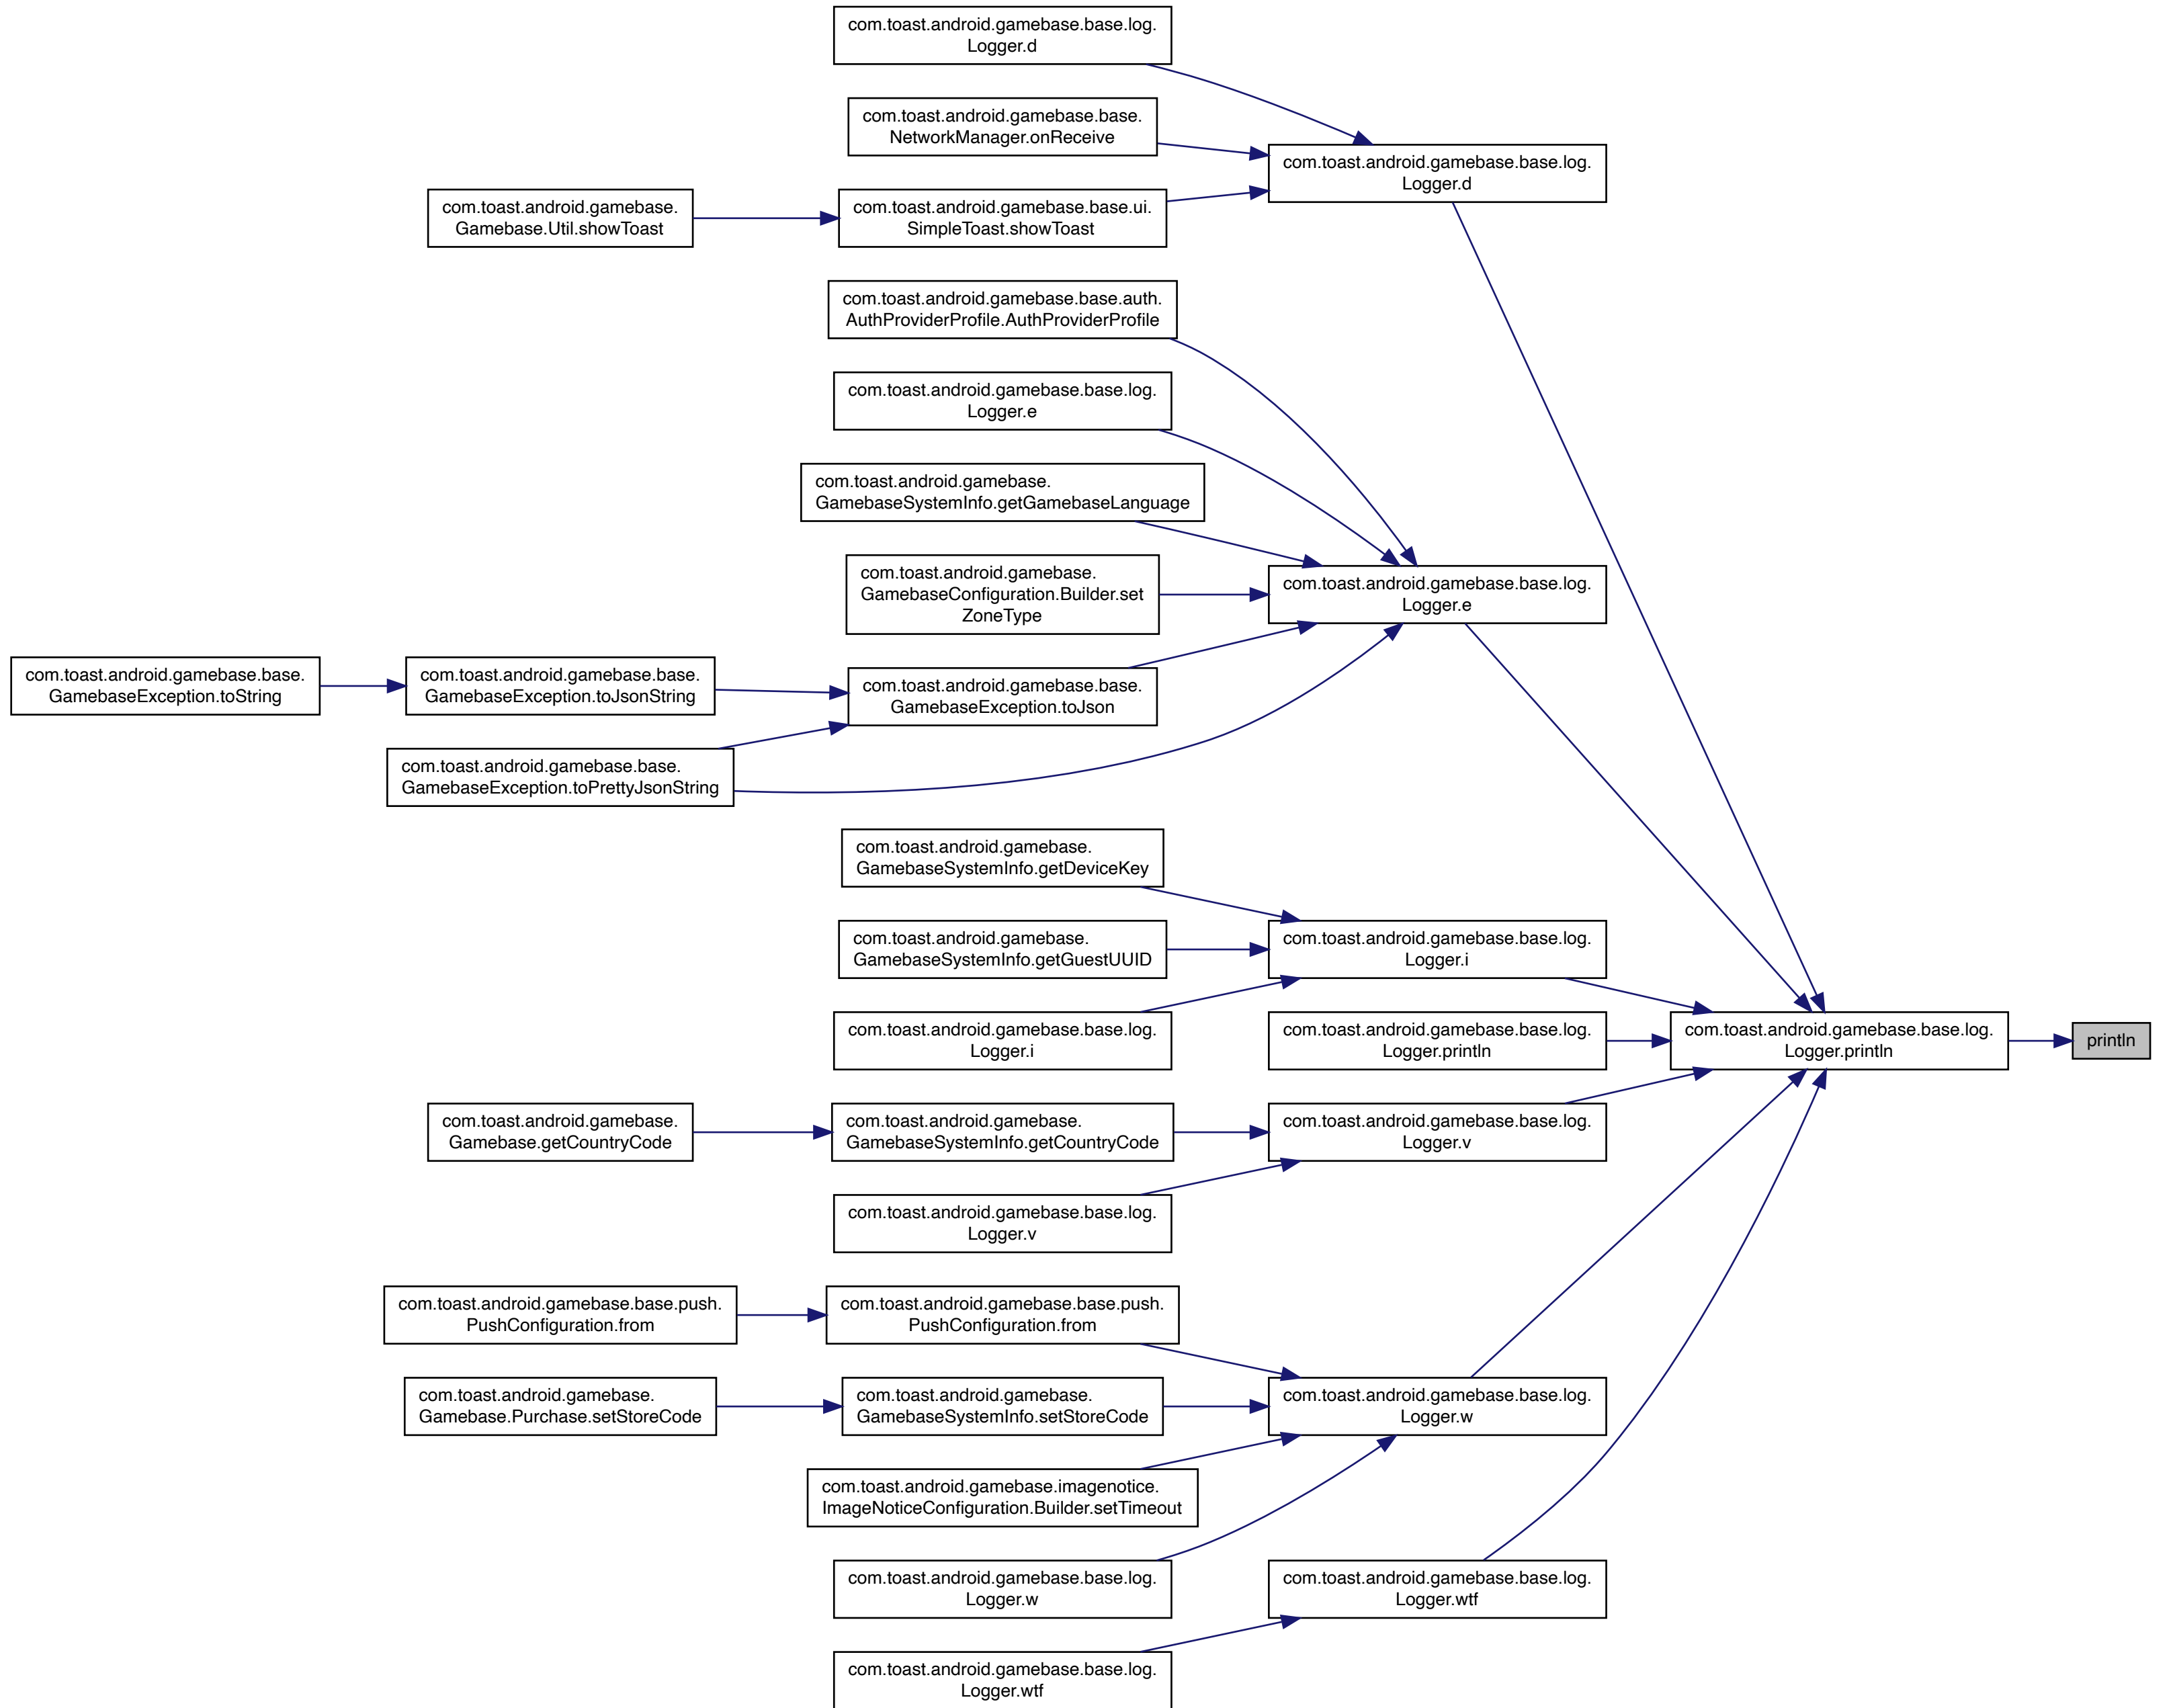 com.toast.android.gamebase.base.log.
Logger.d
com.toast.android.gamebase.base.
NetworkManager.onReceive
com.toast.android.gamebase.base.log.
Logger.d
com.toast.android.gamebase.
Gamebase.Util.showToast
com.toast.android.gamebase.base.ui.
SimpleToast.showToast
com.toast.android.gamebase.base.auth.
AuthProviderProfile.AuthProviderProfile
com.toast.android.gamebase.base.log.
Logger.e
com.toast.android.gamebase.
GamebaseSystemInfo.getGamebaseLanguage
com.toast.android.gamebase.
GamebaseConfiguration.Builder.set
ZoneType
com.toast.android.gamebase.base.log.
Logger.e
com.toast.android.gamebase.base.
GamebaseException.toString
com.toast.android.gamebase.base.
GamebaseException.toJsonString
com.toast.android.gamebase.base.
GamebaseException.toJson
com.toast.android.gamebase.base.
GamebaseException.toPrettyJsonString
com.toast.android.gamebase.
GamebaseSystemInfo.getDeviceKey
com.toast.android.gamebase.
GamebaseSystemInfo.getGuestUUID
com.toast.android.gamebase.base.log.
Logger.i
com.toast.android.gamebase.base.log.
Logger.i
com.toast.android.gamebase.base.log.
Logger.println
com.toast.android.gamebase.base.log.
Logger.println
println
com.toast.android.gamebase.
Gamebase.getCountryCode
com.toast.android.gamebase.
GamebaseSystemInfo.getCountryCode
com.toast.android.gamebase.base.log.
Logger.v
com.toast.android.gamebase.base.log.
Logger.v
com.toast.android.gamebase.base.push.
PushConfiguration.from
com.toast.android.gamebase.base.push.
PushConfiguration.from
com.toast.android.gamebase.
Gamebase.Purchase.setStoreCode
com.toast.android.gamebase.
GamebaseSystemInfo.setStoreCode
com.toast.android.gamebase.base.log.
Logger.w
com.toast.android.gamebase.imagenotice.
ImageNoticeConfiguration.Builder.setTimeout
com.toast.android.gamebase.base.log.
Logger.w
com.toast.android.gamebase.base.log.
Logger.wtf
com.toast.android.gamebase.base.log.
Logger.wtf